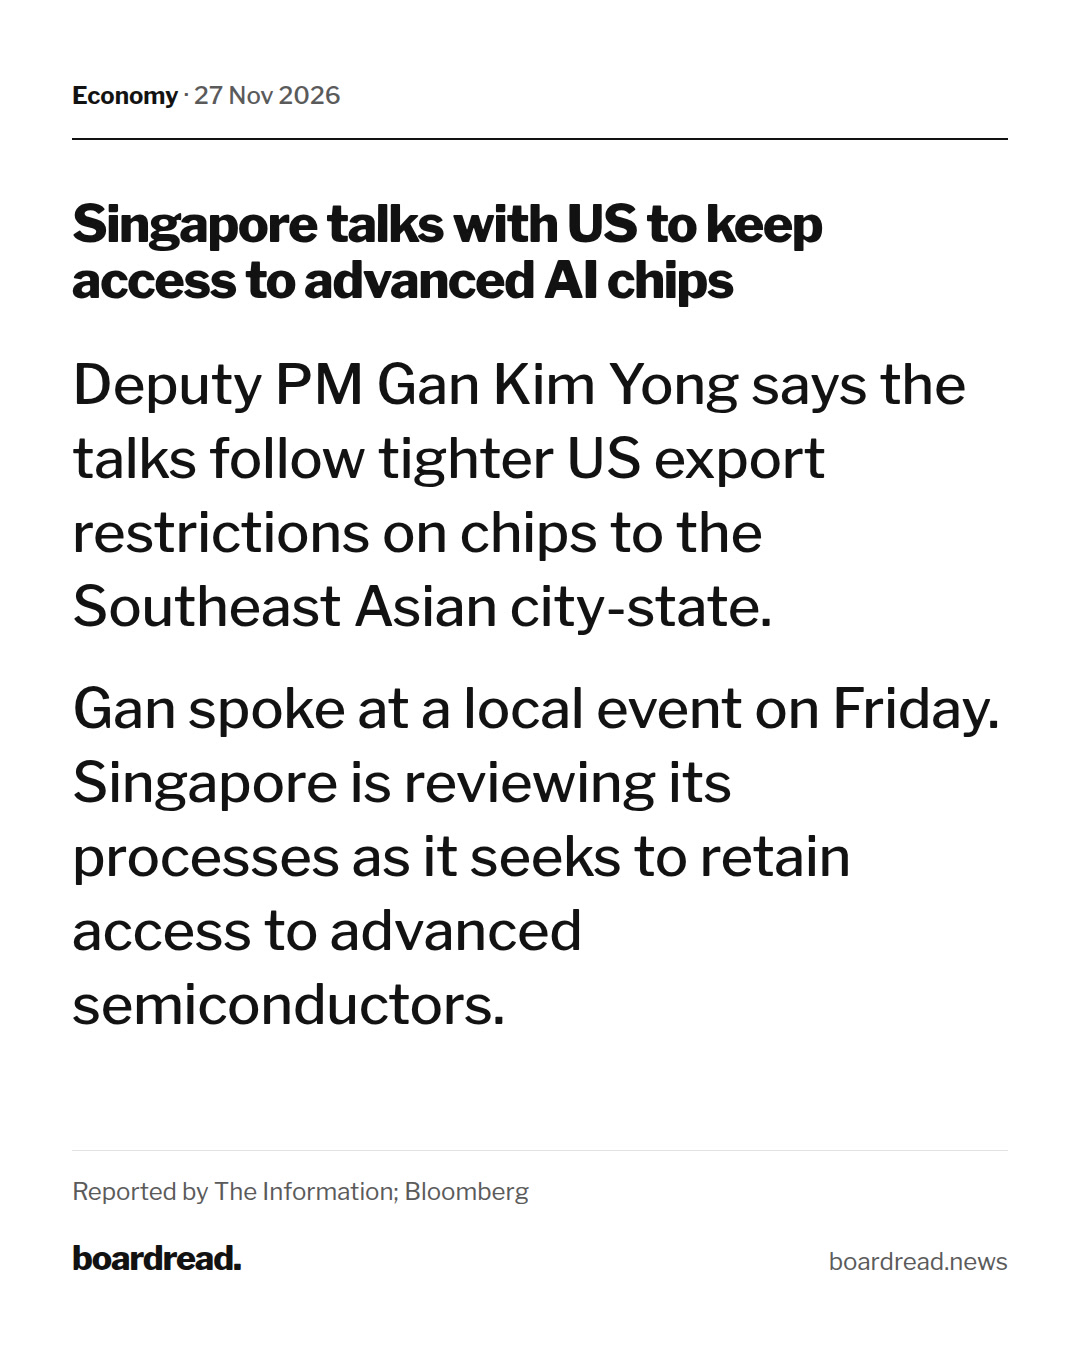 Economy · 27 Nov 2026
Singapore talks with US to keep
access to advanced AI chips
Deputy PM Gan Kim Yong says the
talks follow tighter US export
restrictions on chips to the
Southeast Asian city-state.
Gan spoke at a local event on Friday.
Singapore is reviewing its
processes as it seeks to retain
access to advanced
semiconductors.
Reported by The Information; Bloomberg
boardread.
boardread.news